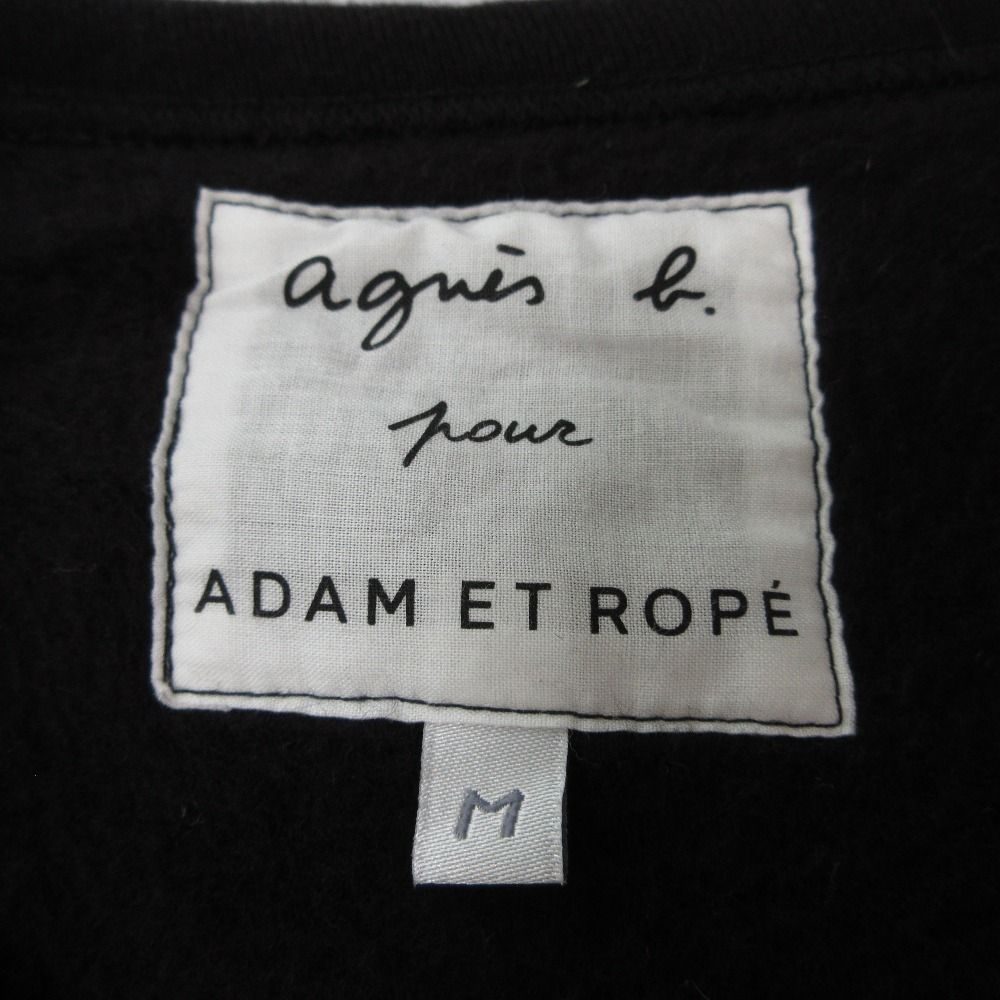 agnès b.
pour
ADAM ET ROPÉ
M